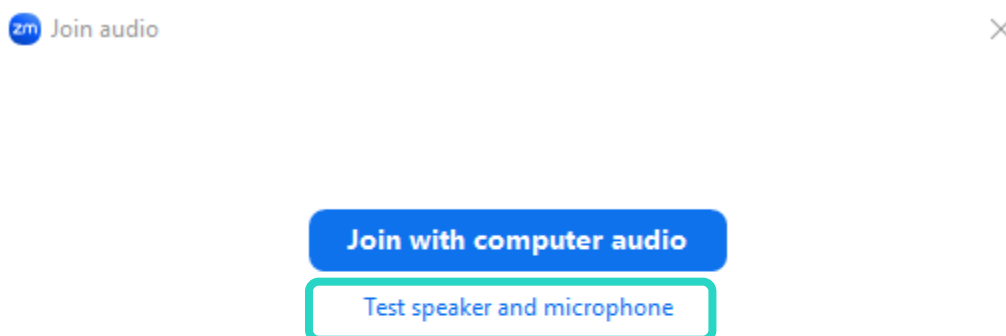 zm Join audio
Join with computer audio
Test speaker and microphone